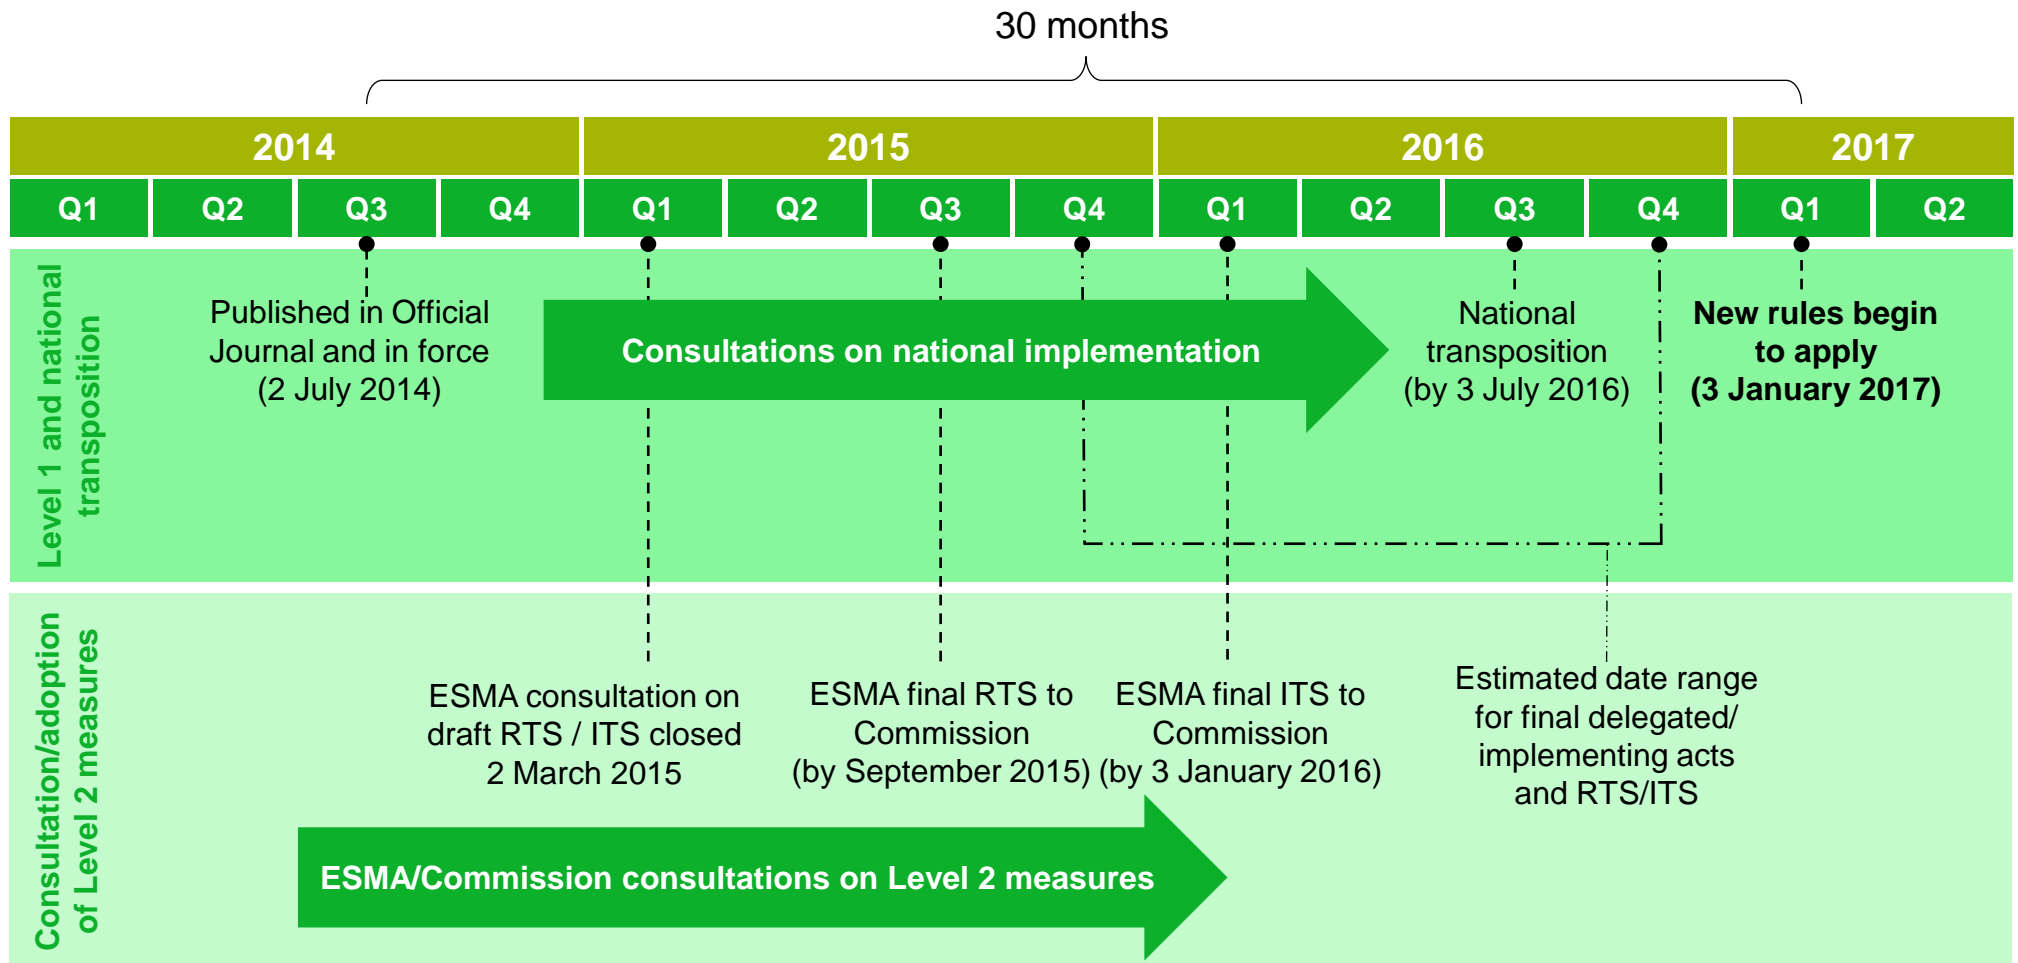 30 months
2014
2015
2016
2017
Q1
Q2
Q3
Q4
Q1
Q2
Q3
Q4
Q1
Q2
Q3
Q4
Q1
Q2
Level 1 and national
transposition
Published in Official
Journal and in force
(2 July 2014)
Consultations on national implementation
National
transposition
(by 3 July 2016)
New rules begin
to apply
(3 January 2017)
Consultation/adoption
of Level 2 measures
ESMA consultation on
draft RTS / ITS closed
2 March 2015
ESMA final RTS to
Commission
(by September 2015)
ESMA final ITS to
Commission
(by 3 January 2016)
Estimated date range
for final delegated/
implementing acts
and RTS/ITS
ESMA/Commission consultations on Level 2 measures